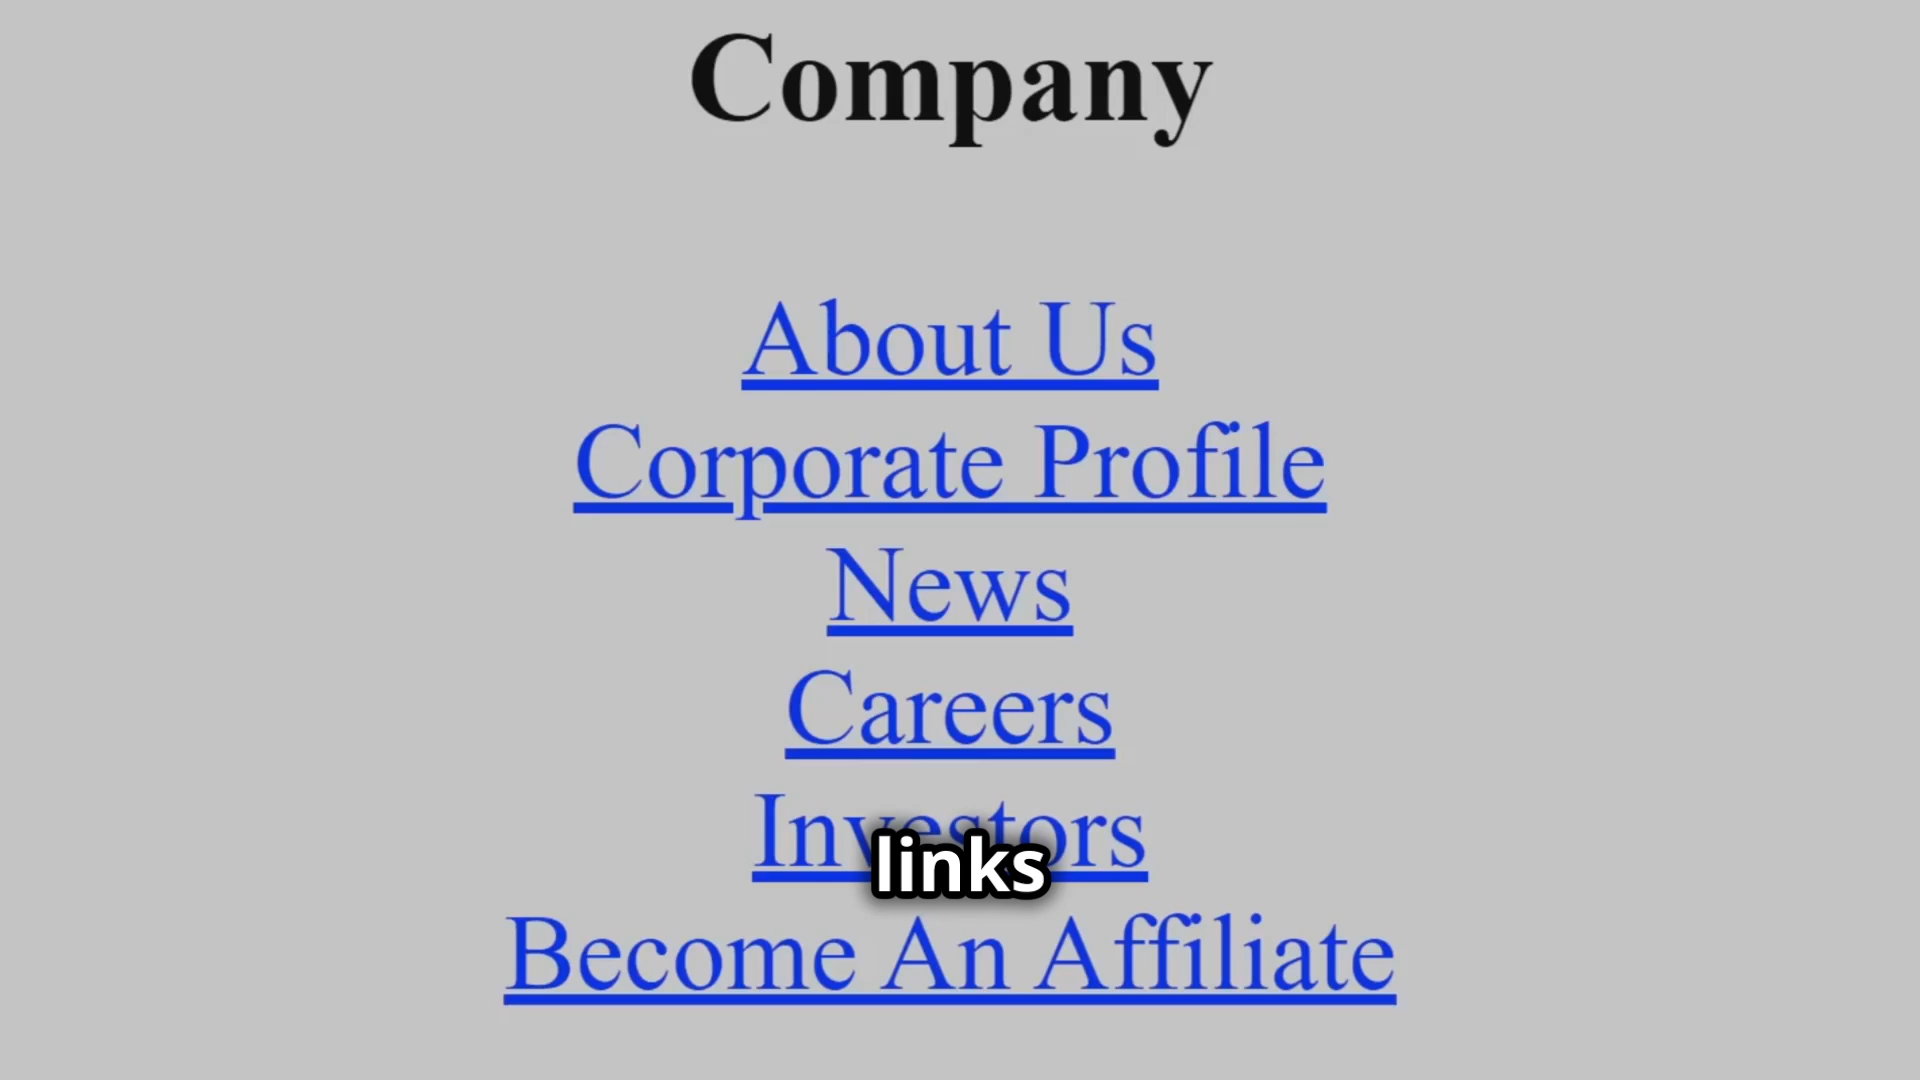 Company
About Us
Corporate Profile
News
Careers
Investors
links
Become An Affiliate